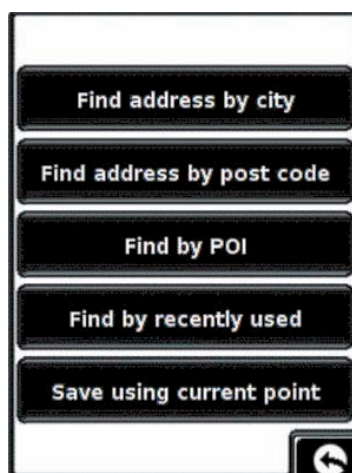 Find address by city
Find address by post code
Find by POI
Find by recently used
Save using current point